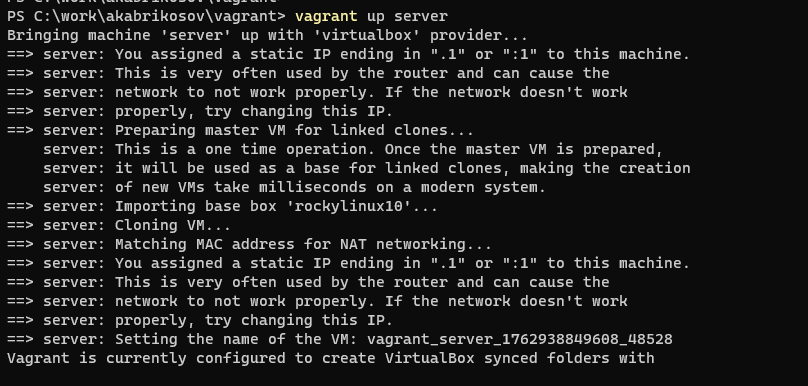 PS C:\work\akabrikosov\vagrant> vagrant up server
Bringing machine 'server' up with 'virtualbox' provider...
==> server: You assigned a static IP ending in ".1" or ":1" to this machine.
==> server: This is very often used by the router and can cause the
==> server: network to not work properly. If the network doesn't work
==> server: properly, try changing this IP.
==> server: Preparing master VM for linked clones...
    server: This is a one time operation. Once the master VM is prepared,
    server: it will be used as a base for linked clones, making the creation
    server: of new VMs take milliseconds on a modern system.
==> server: Importing base box 'rockylinux10'...
==> server: Cloning VM...
==> server: Matching MAC address for NAT networking...
==> server: You assigned a static IP ending in ".1" or ":1" to this machine.
==> server: This is very often used by the router and can cause the
==> server: network to not work properly. If the network doesn't work
==> server: properly, try changing this IP.
==> server: Setting the name of the VM: vagrant_server_1762938849608_48528
Vagrant is currently configured to create VirtualBox synced folders with